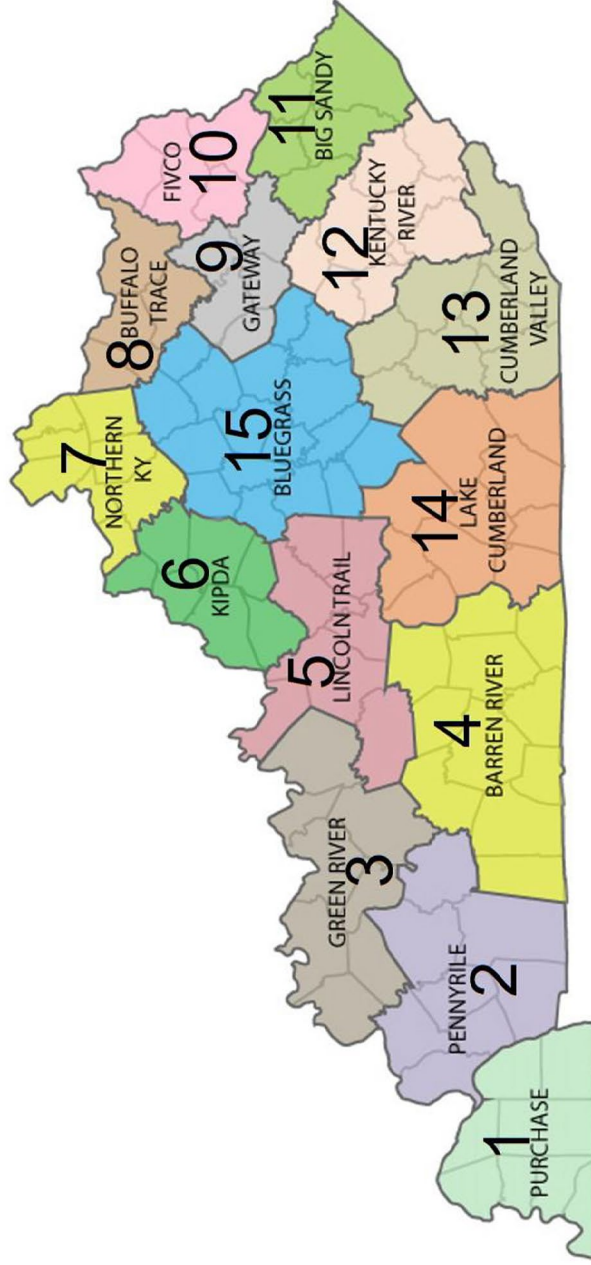 1
PURCHASE
PENNYRILE
2
GREEN RIVER
3
4
BARREN RIVER
5
LINCOLN TRAIL
6
KIPDA
7
NORTHERN
KY
8
BUFFALO
TRACE
9
GATEWAY
FIVCO
10
11
BIG SANDY
12
KENTUCKY
RIVER
13
CUMBERLAND
VALLEY
14
LAKE
CUMBERLAND
15
BLUEGRASS